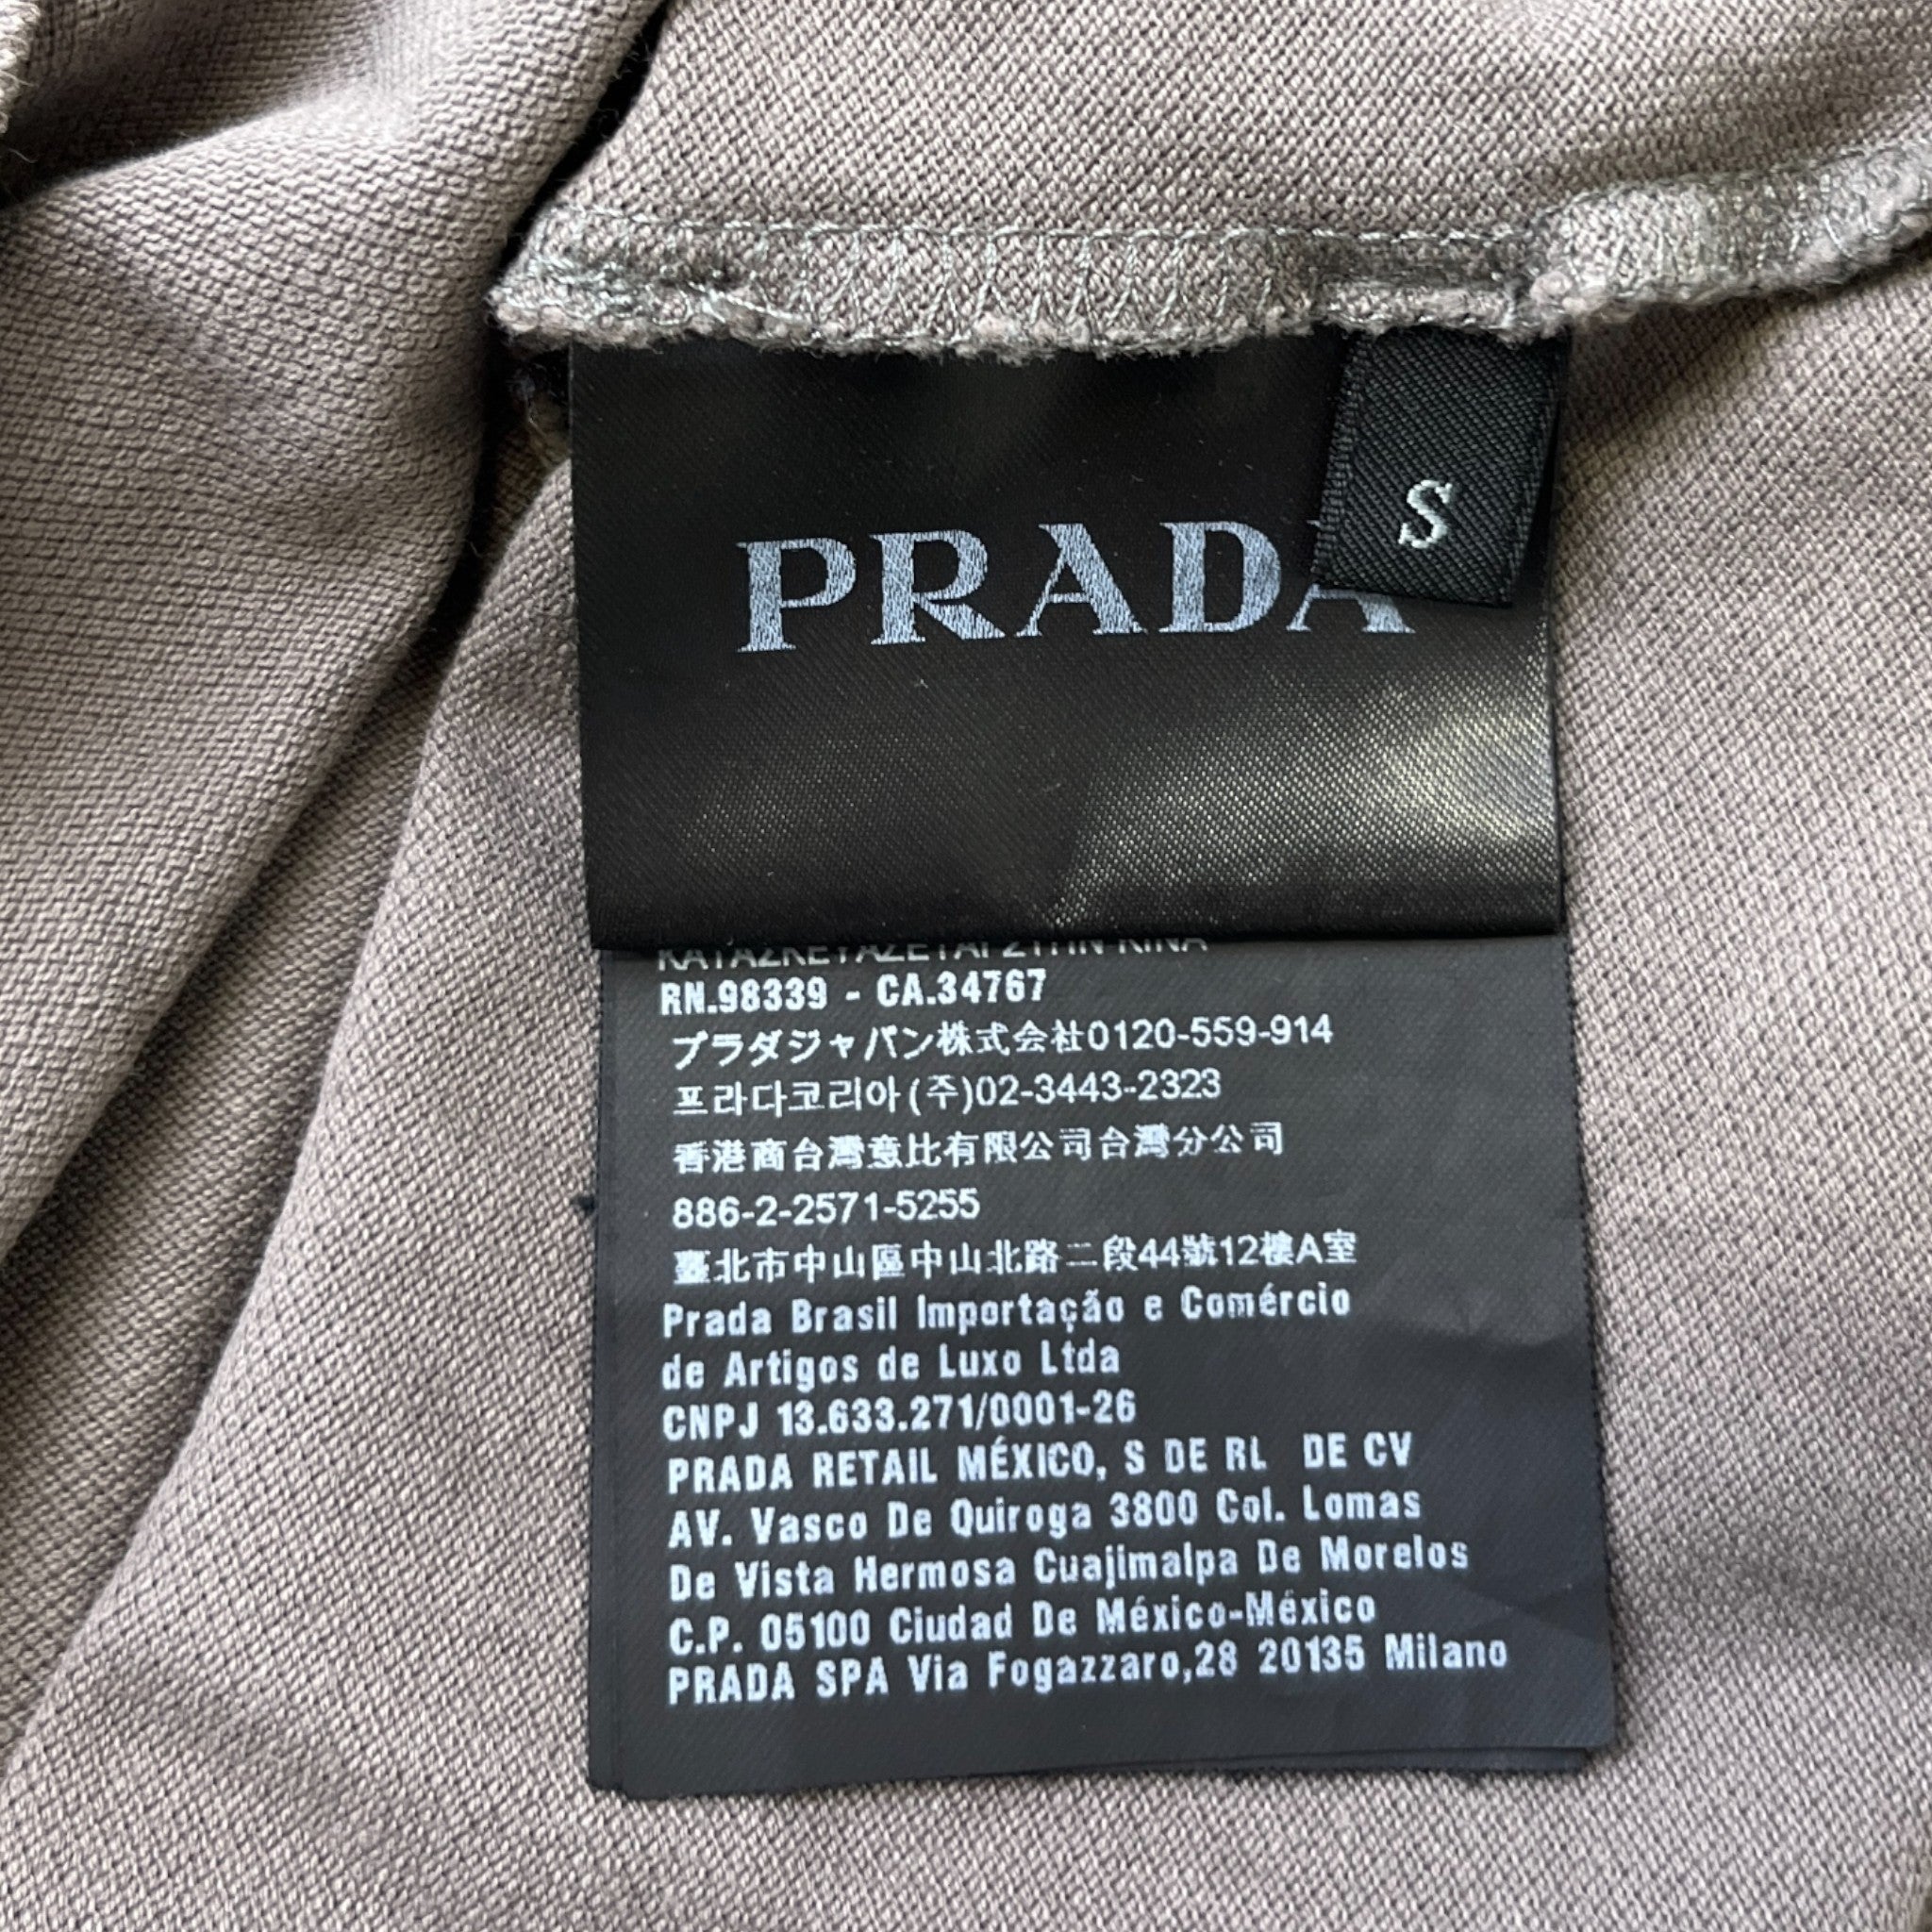 PRADA
S
ΚΑΤΑΣΚΕΥΑΖΕΤΑΙ ΣΤΗΝ ΚΙΝΑ
RN.98339 - CA.34767
プラダジャパン株式会社0120-559-914
프라다코리아(주)02-3443-2323
香港商台灣意比有限公司台灣分公司
886-2-2571-5255
臺北市中山區中山北路二段44號12樓A室
Prada Brasil Importação e Comércio
de Artigos de Luxo Ltda
CNPJ 13.633.271/0001-26
PRADA RETAIL MÉXICO, S DE RL DE CV
AV. Vasco De Quiroga 3800 Col. Lomas
De Vista Hermosa Cuajimalpa De Morelos
C.P. 05100 Ciudad De México-México
PRADA SPA Via Fogazzaro,28 20135 Milano